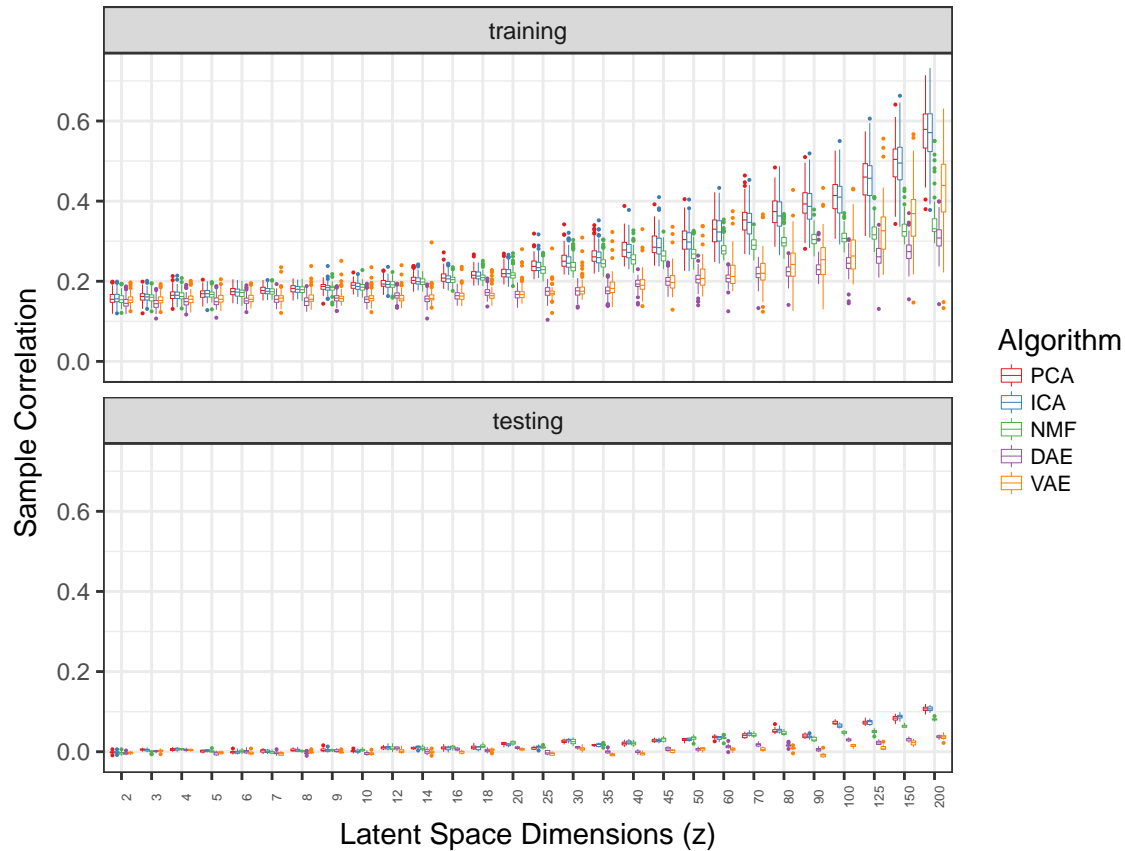 training
0.6
0.4
0.2
0.0
testing
0.6
0.4
0.2
0.0
Sample Correlation
2 3 4 5 6 7 8 9 10 12 14 16 18 20 25 30 35 40 45 50 60 70 80 90 100 125 150 200
Latent Space Dimensions (z)
Algorithm
PCA
ICA
NMF
DAE
VAE